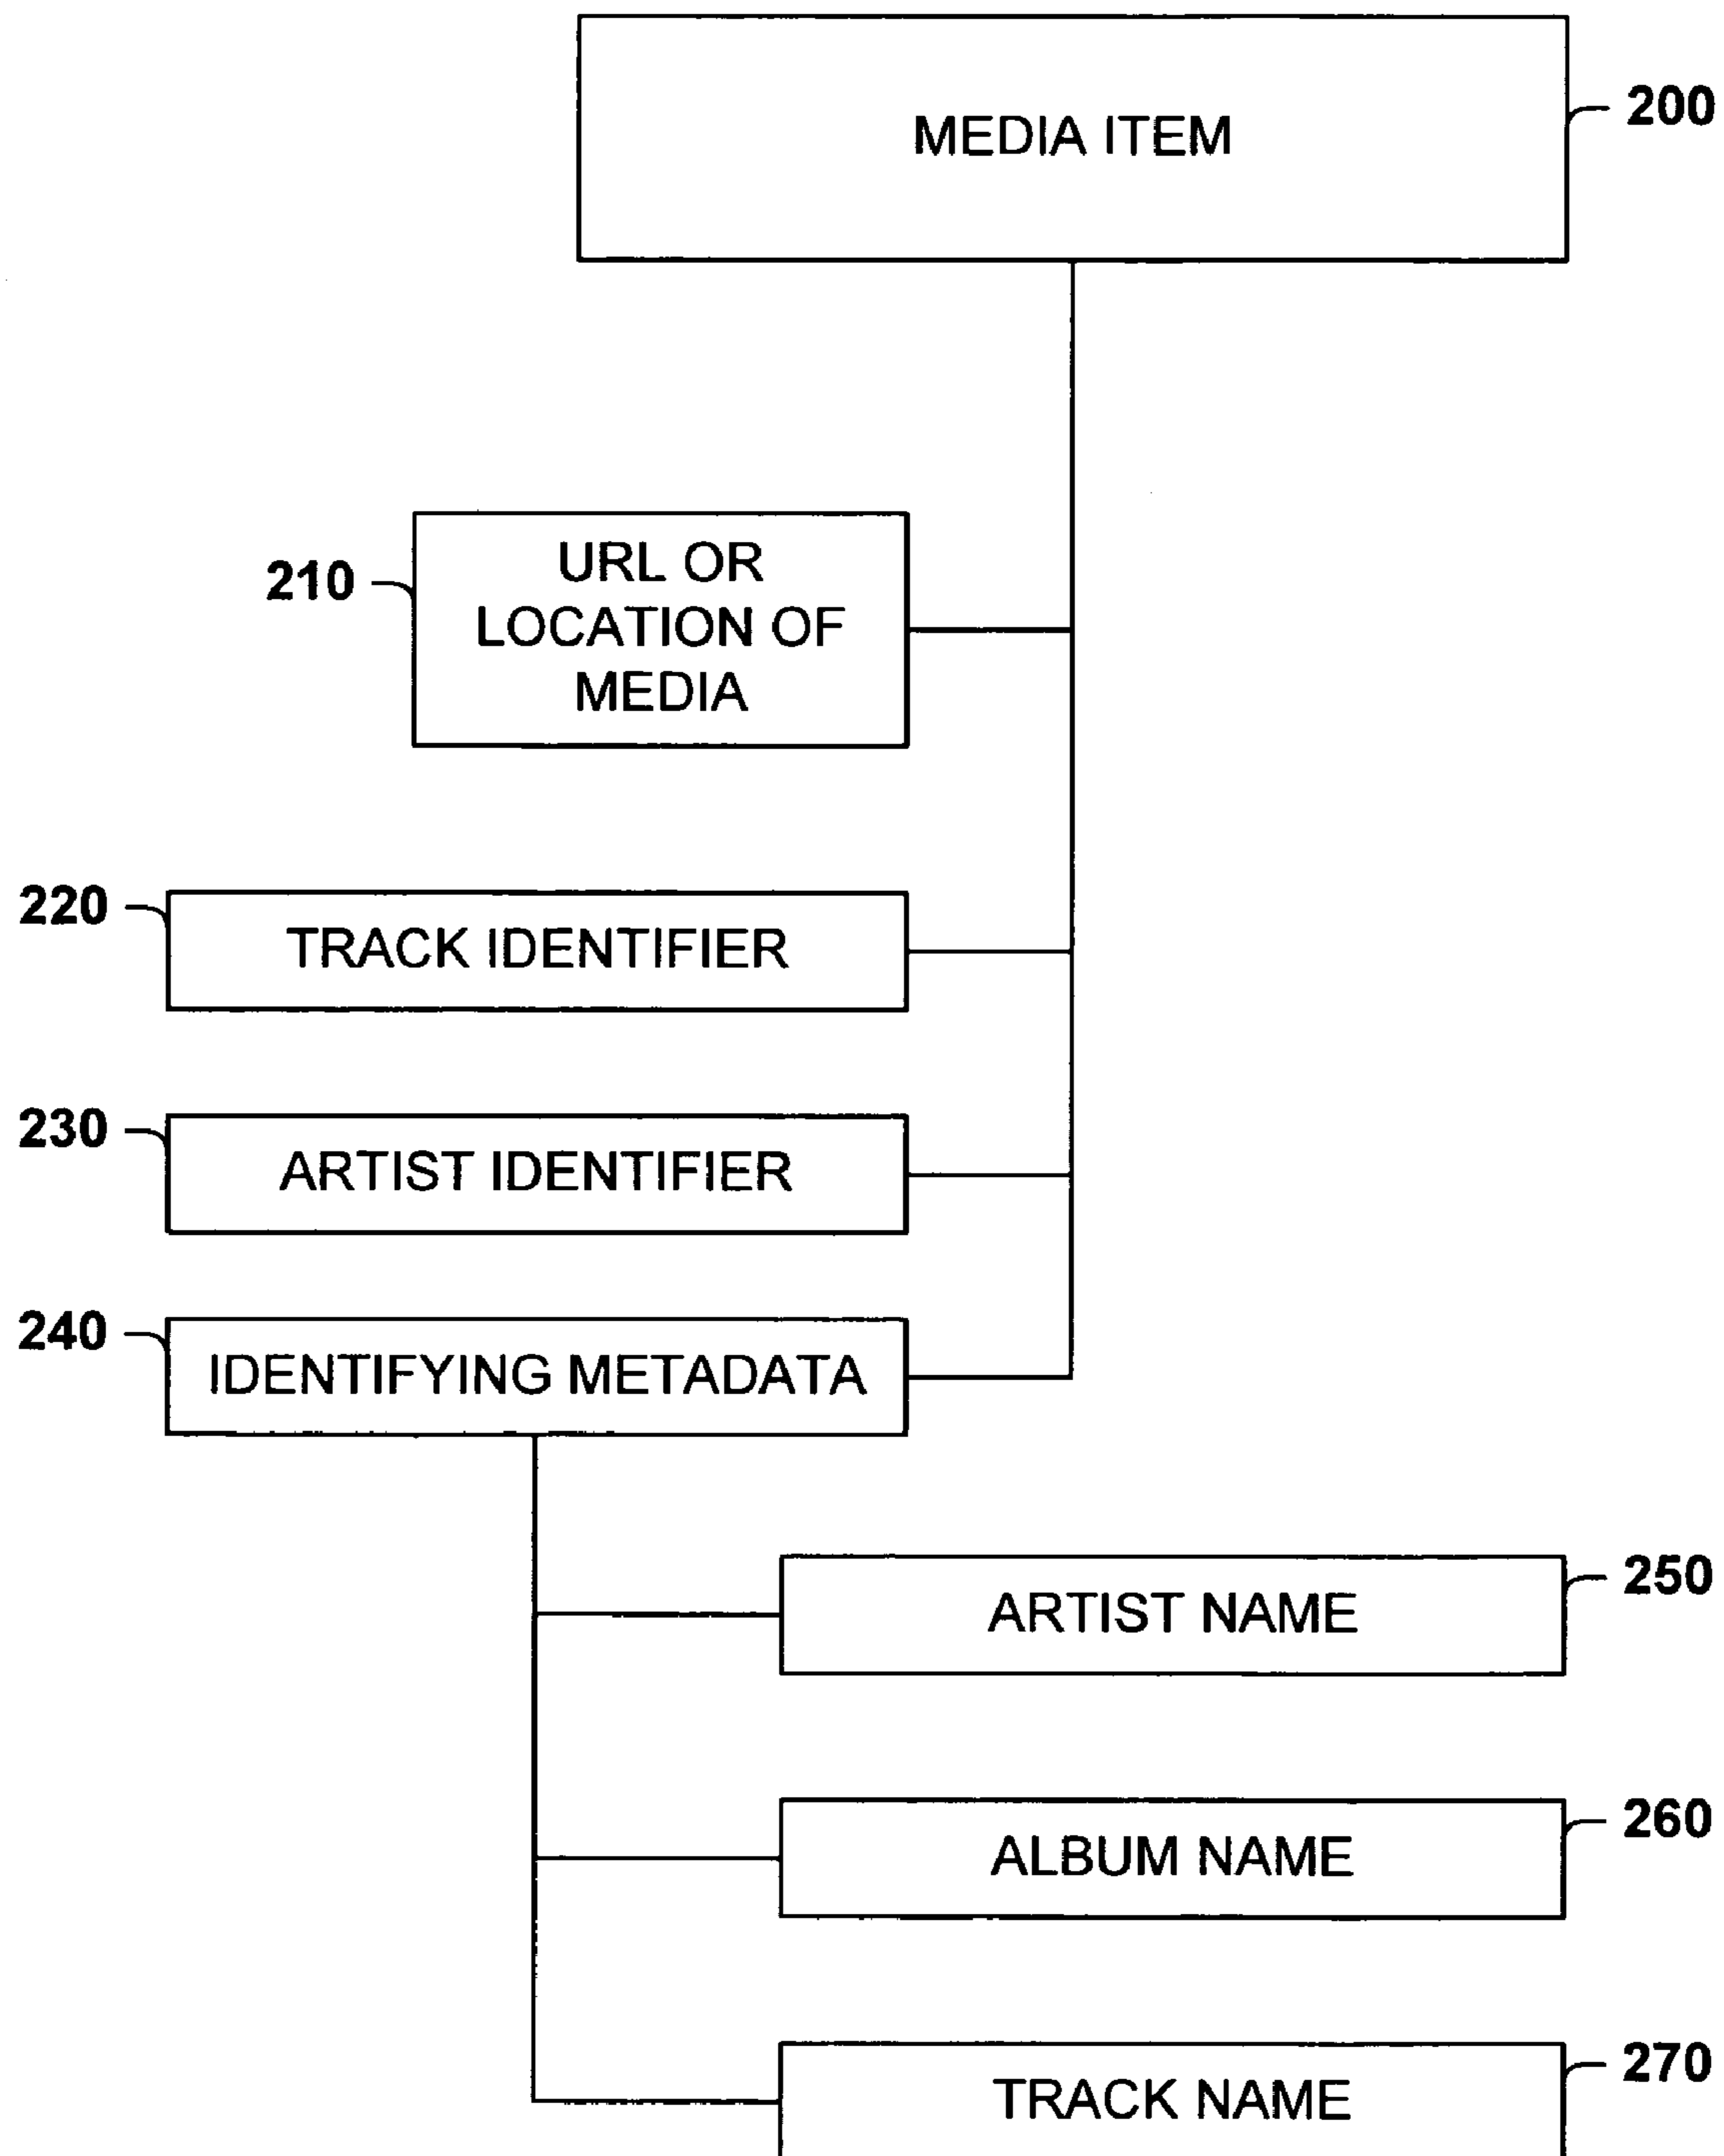 MEDIA ITEM
200
210
URL OR
LOCATION OF
MEDIA
220
TRACK IDENTIFIER
230
ARTIST IDENTIFIER
240
IDENTIFYING METADATA
250
ARTIST NAME
260
ALBUM NAME
270
TRACK NAME